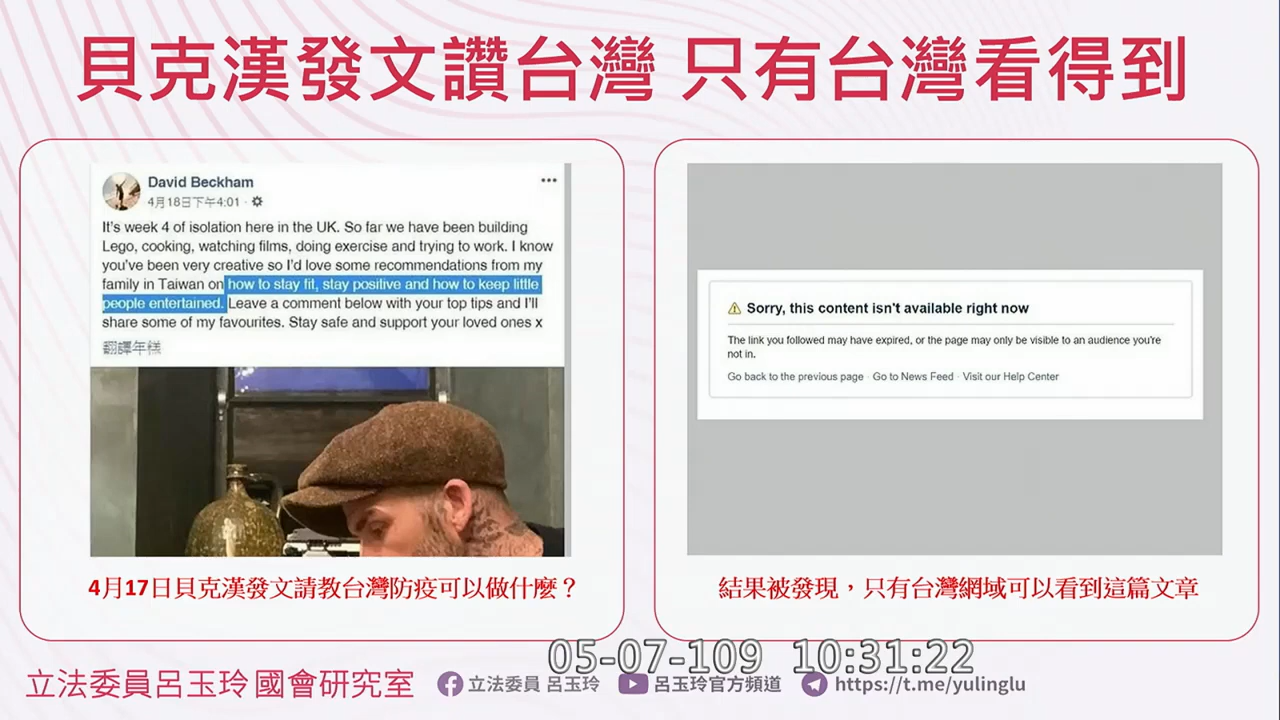 貝克漢發文讚台灣 只有台灣看得到
David Beckham
4月18日下午4:01
It's week 4 of isolation here in the UK. So far we have been building
Lego, cooking, watching films, doing exercise and trying to work. I know
you've been very creative so I'd love some recommendations from my
family in Taiwan on how to stay fit, stay positive and how to keep little
people entertained. Leave a comment below with your top tips and I'll
share some of my favourites. Stay safe and support your loved ones x
翻譯年糕
4月17日貝克漢發文請教台灣防疫可以做什麼？
Sorry, this content isn't available right now
The link you followed may have expired, or the page may only be visible to an audience you're
not in.
Go back to the previous page · Go to News Feed · Visit our Help Center
結果被發現，只有台灣網域可以看到這篇文章
05-07-109 10:31:22
立法委員呂玉玲國會研究室
立法委員 呂玉玲
呂玉玲官方頻道
https://t.me/yulinglu